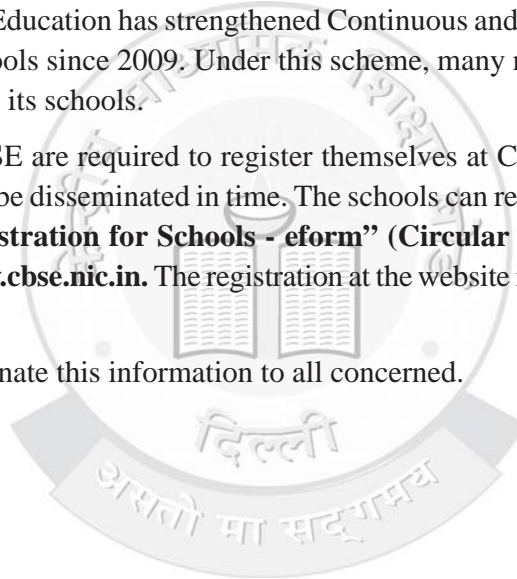 Education has strengthened Continuous and
ools since 2009. Under this scheme, many
its schools.
SE are required to register themselves at
be disseminated in time. The schools can
stration for Schools - eform” (Circular
.cbse.nic.in. The registration at the website
nate this information to all concerned.
माध्यमिक शिक्षा
दिल्ली
असतो मा सद्गमय